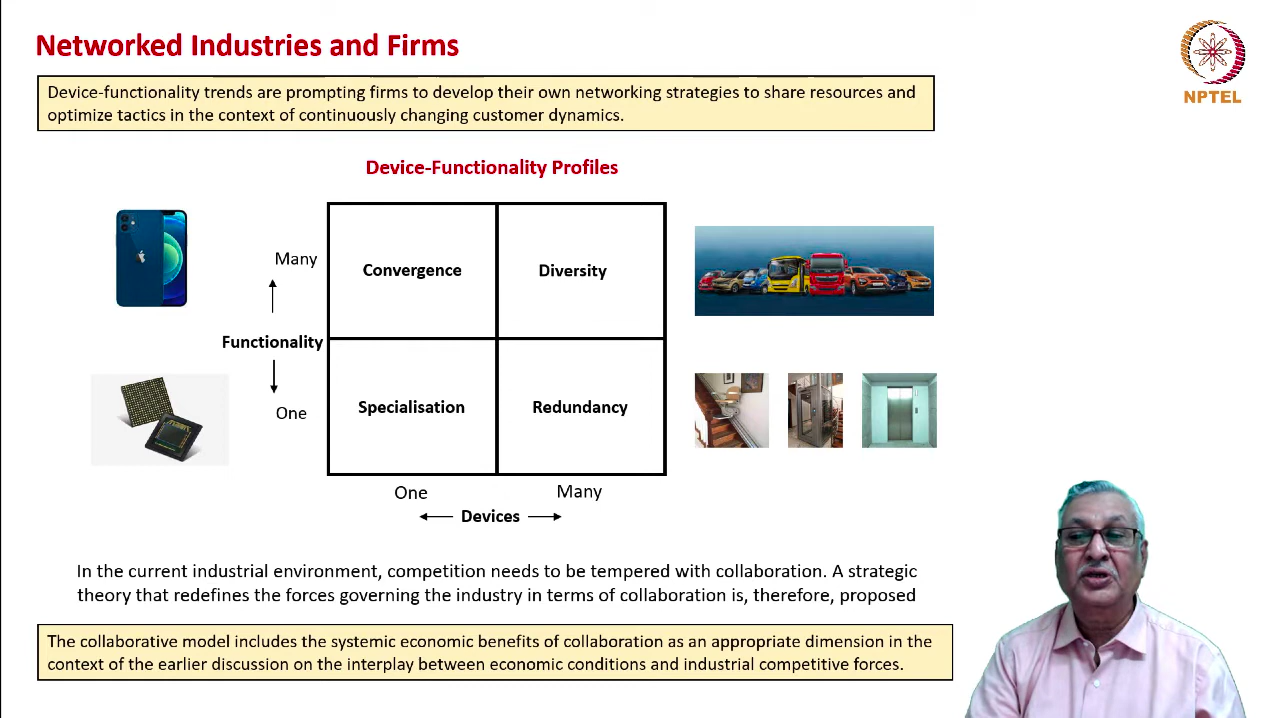 Networked Industries and Firms
NPTEL
Device-functionality trends are prompting firms to develop their own networking strategies to share resources and
optimize tactics in the context of continuously changing customer dynamics.
Device-Functionality Profiles
Many
Convergence
Diversity
Functionality
One
Specialisation
Redundancy
One
Many
Devices
In the current industrial environment, competition needs to be tempered with collaboration. A strategic
theory that redefines the forces governing the industry in terms of collaboration is, therefore, proposed
The collaborative model includes the systemic economic benefits of collaboration as an appropriate dimension in the
context of the earlier discussion on the interplay between economic conditions and industrial competitive forces.